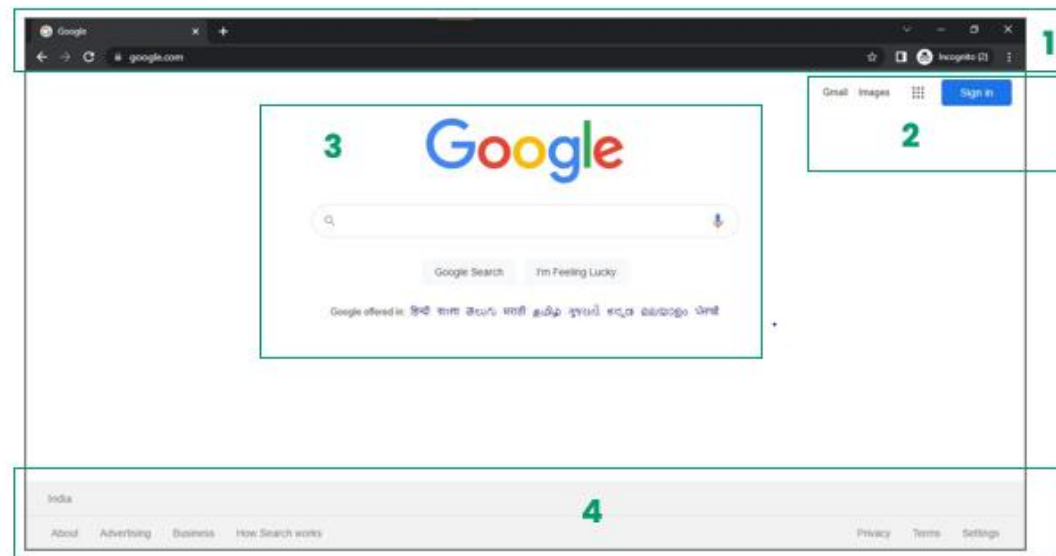 Google
google.com
Incognito (2)
1
Gmail Images Sign in
2
3
Google
Google Search I'm Feeling Lucky
Google offered in: हिन्दी বাংলা తెలుగు मराठी தமிழ் ગુજરાતી ಕನ್ನಡ മലയാളം ਪੰਜਾਬੀ
India
4
About Advertising Business How Search works Privacy Terms Settings